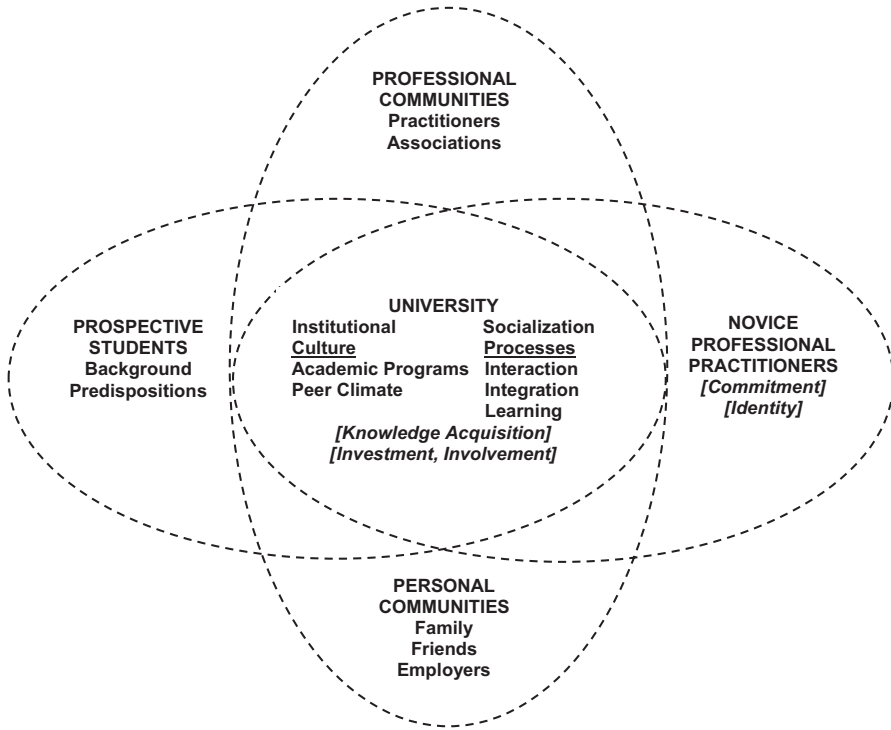 PROFESSIONAL
COMMUNITIES
Practitioners
Associations
PROSPECTIVE
STUDENTS
Background
Predispositions
UNIVERSITY
Institutional
Culture
Academic Programs
Peer Climate
Socialization
Processes
Interaction
Integration
Learning
[Knowledge Acquisition]
[Investment, Involvement]
NOVICE
PROFESSIONAL
PRACTITIONERS
[Commitment]
[Identity]
PERSONAL
COMMUNITIES
Family
Friends
Employers